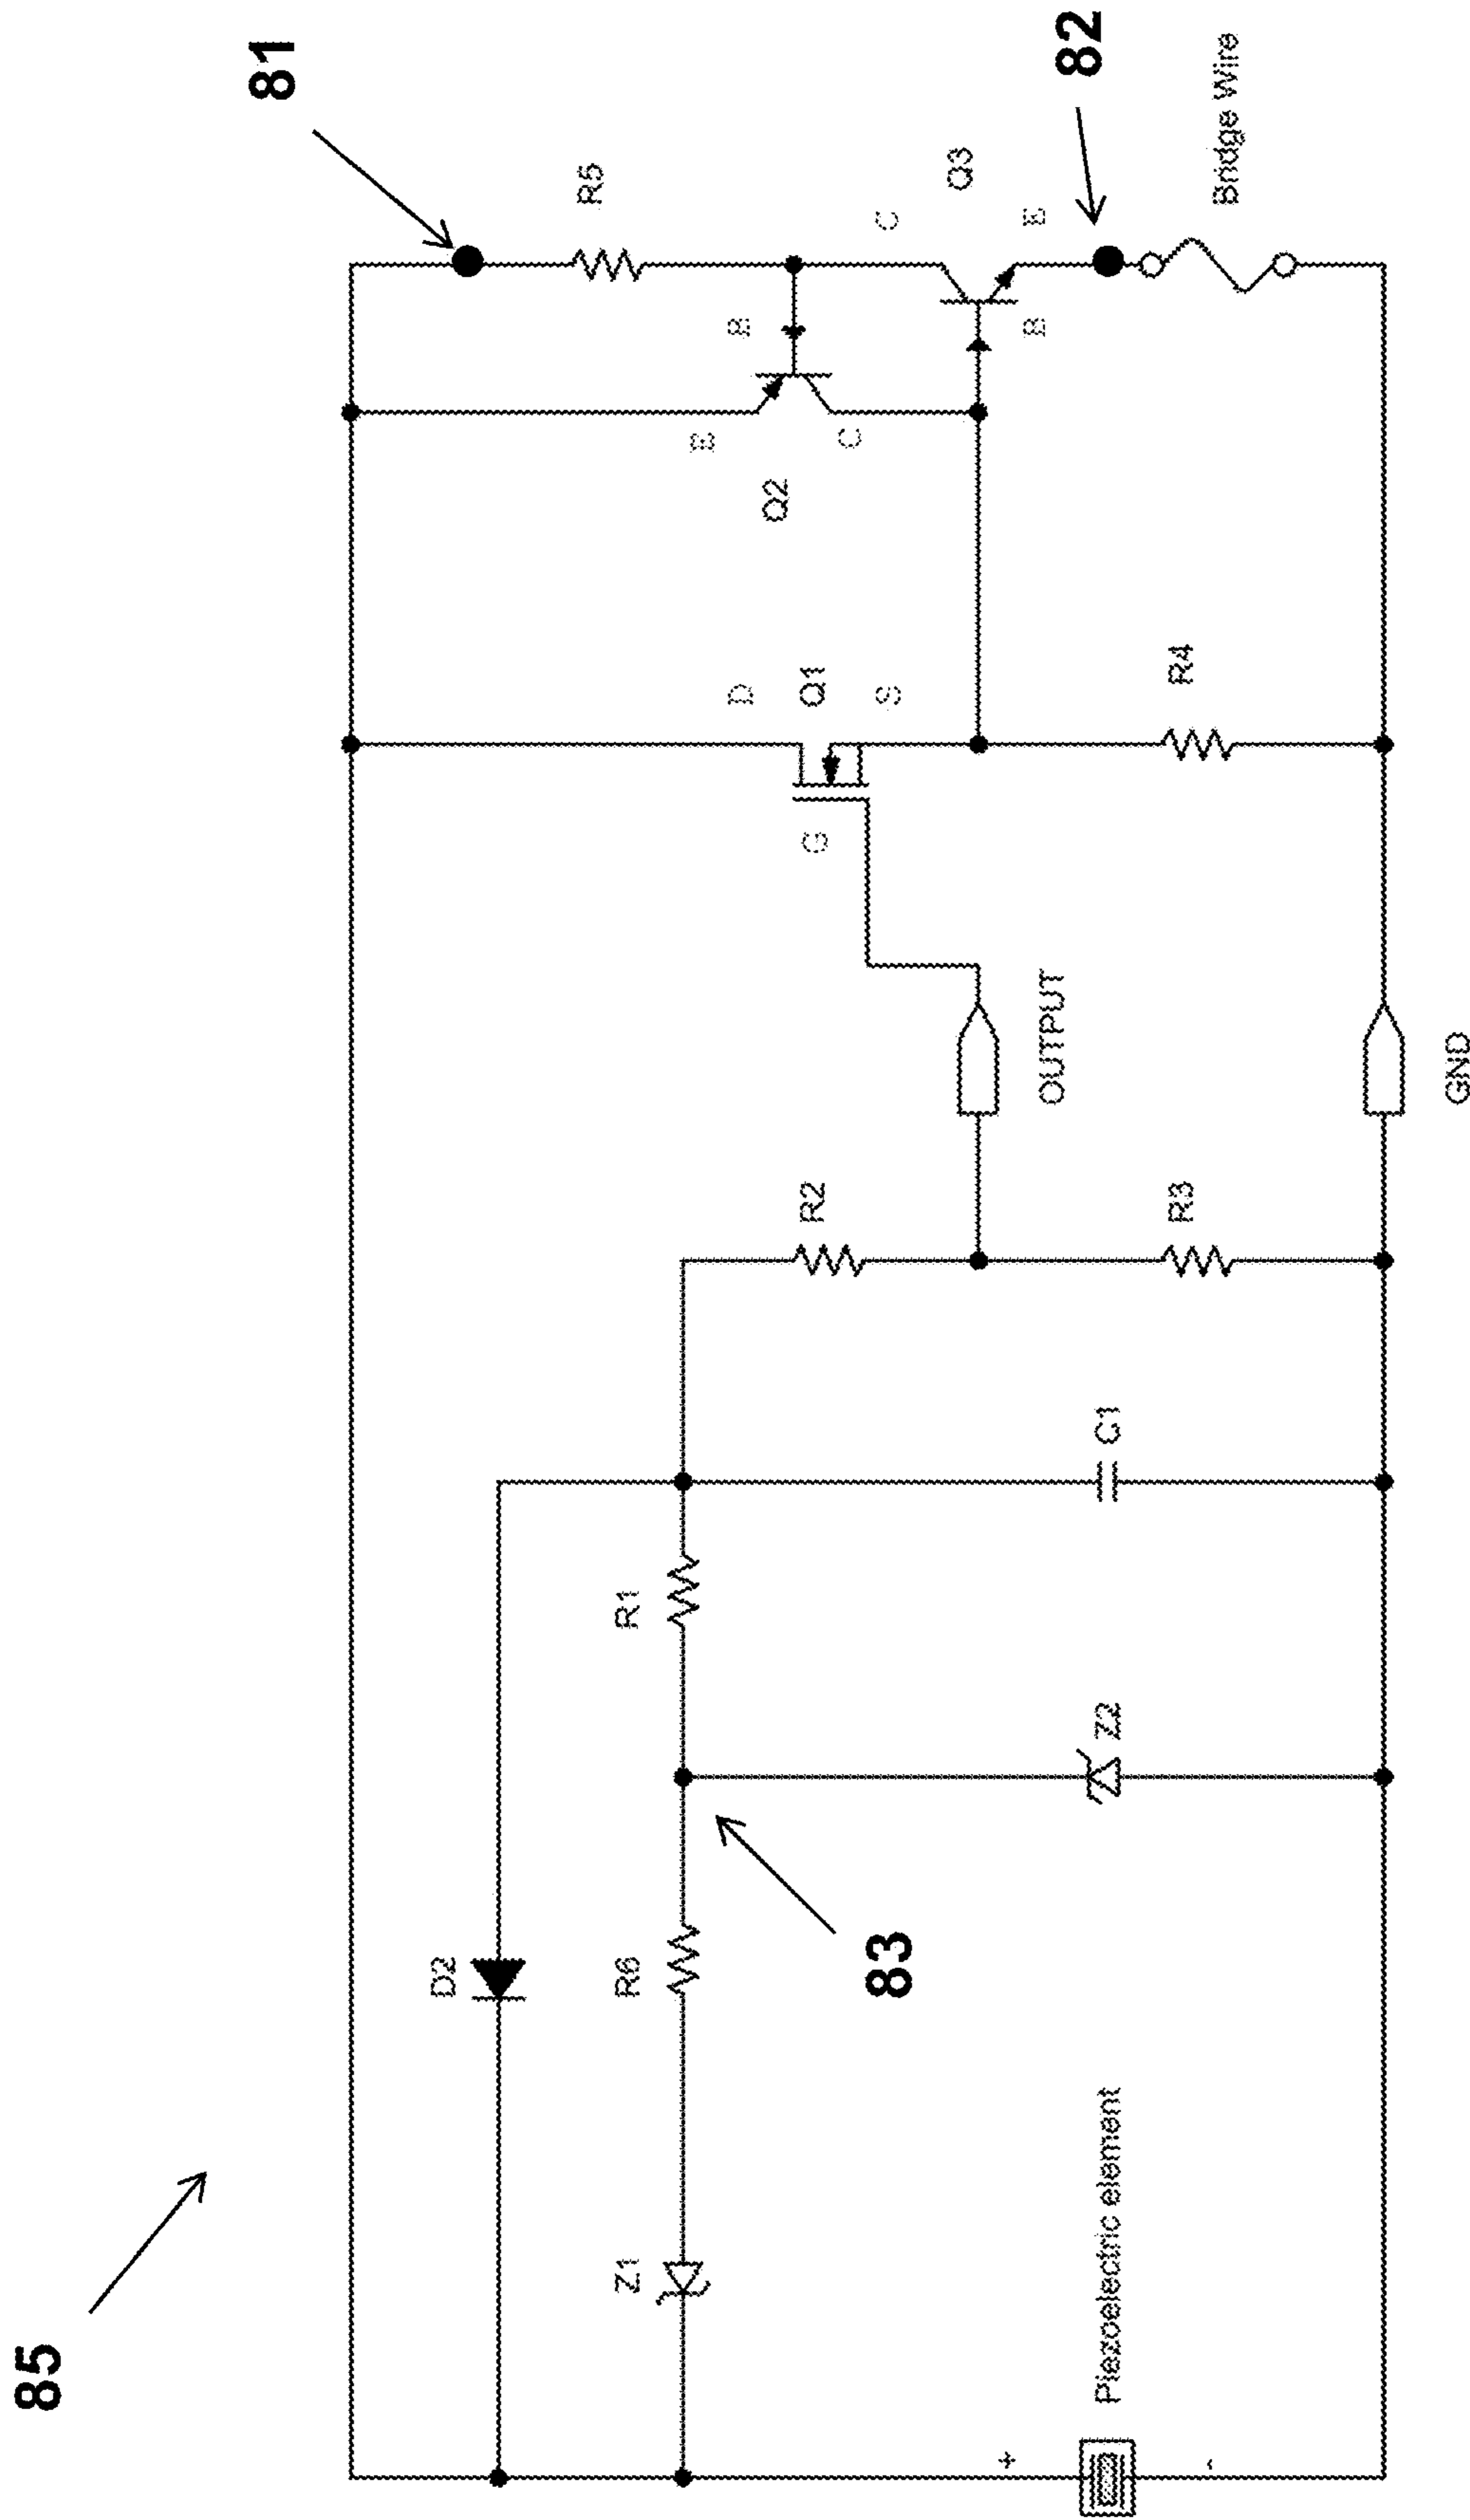 85
81
82
83
D2
Z1
R6
R1
Z2
C1
R2
R3
OUTPUT
GND
D
Q1
S
G
R4
R5
Q2
E
B
C
Q3
C
B
E
Bridge Wire
Piezoelectric element
+
-